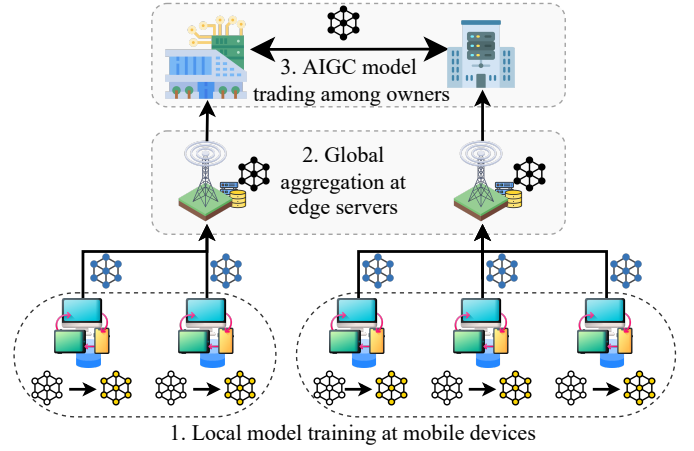 3. AIGC model
trading among owners
2. Global
aggregation at
edge servers
1. Local model training at mobile devices